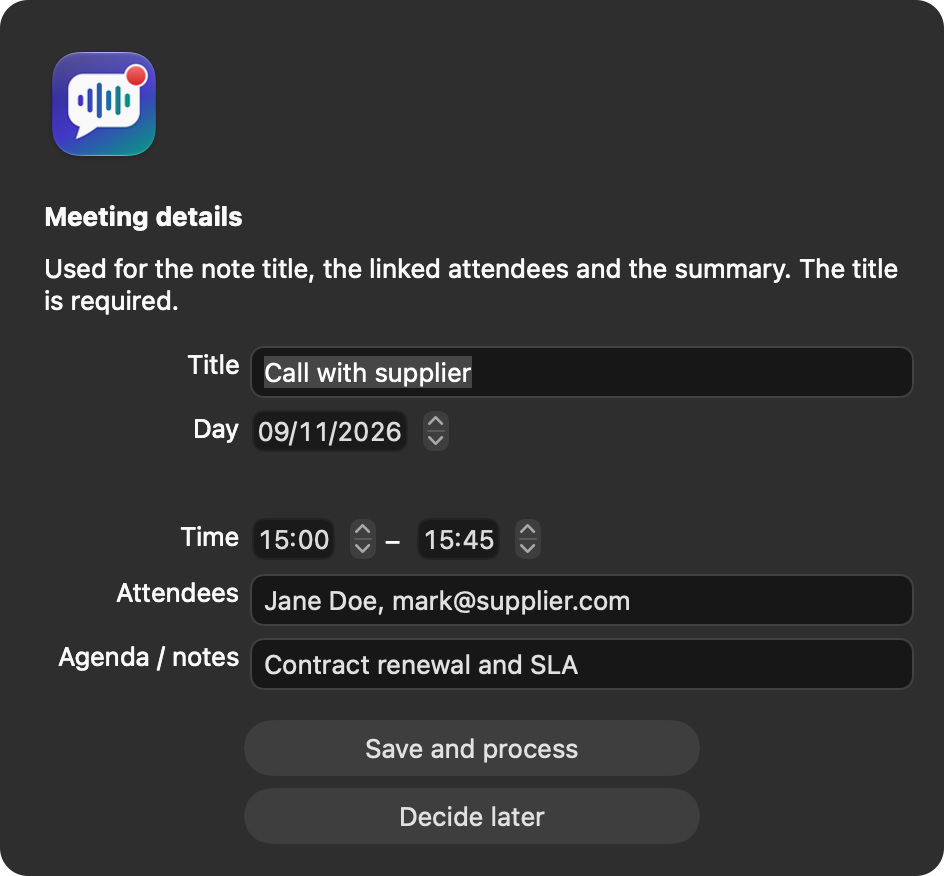 Meeting details
Used for the note title, the linked attendees and the summary. The title
is required.
Title Call with supplier
Day 09/11/2026
Time 15:00 – 15:45
Attendees Jane Doe, mark@supplier.com
Agenda / notes Contract renewal and SLA
Save and process
Decide later